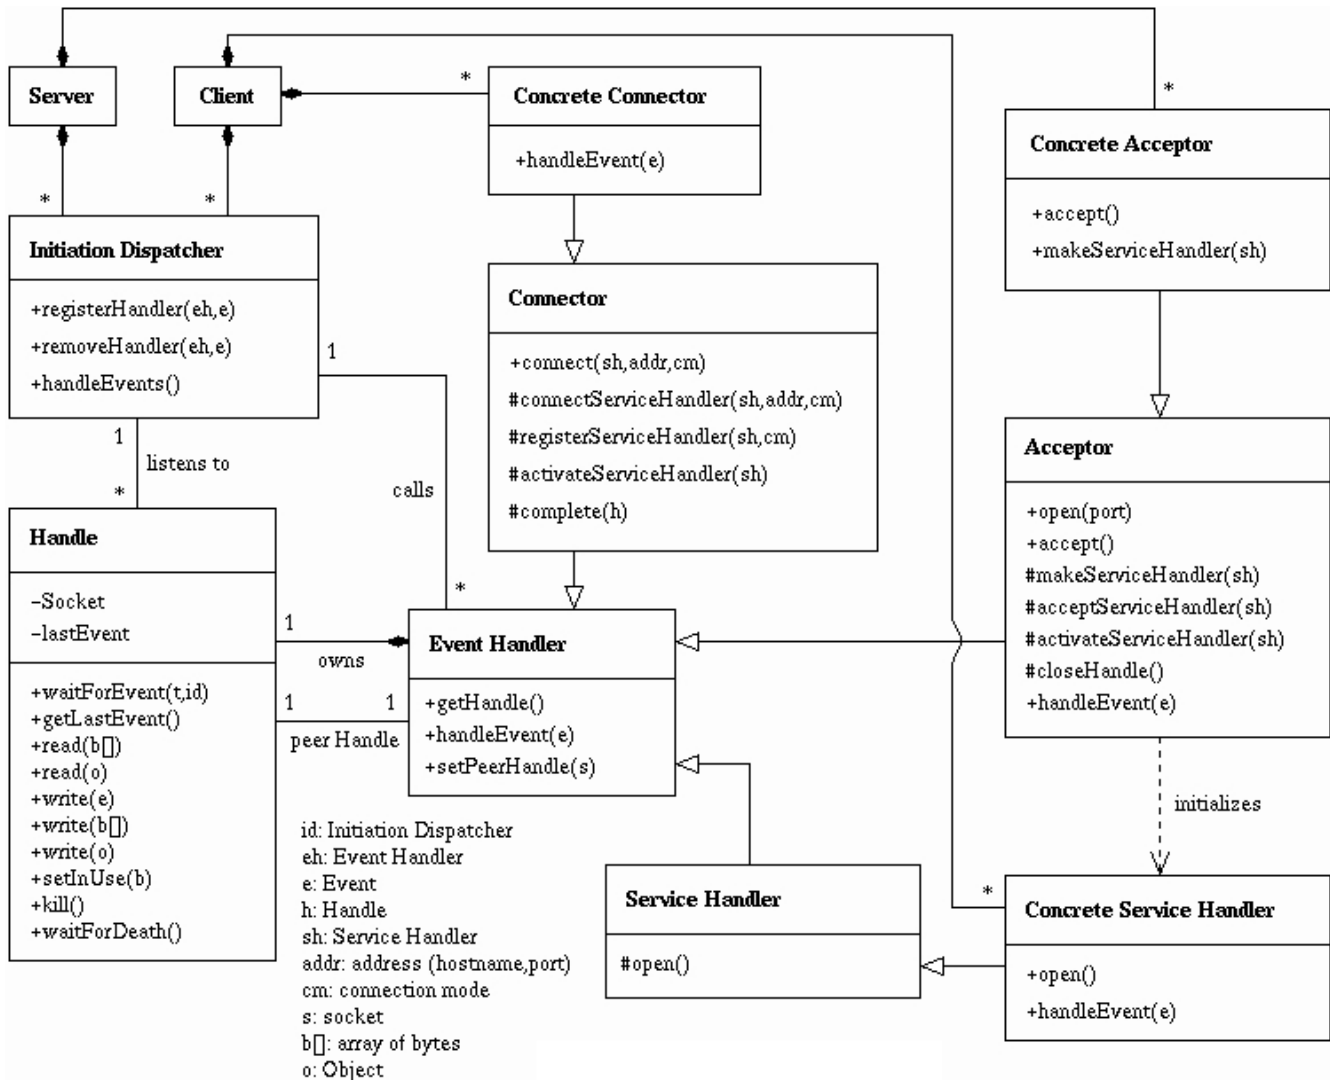 Server
*
Client
*
*
Concrete Connector
+handleEvent(e)
*
Concrete Acceptor
+accept()
+makeServiceHandler(sh)
Initiation Dispatcher
+registerHandler(eh,e)
+removeHandler(eh,e)
+handleEvents()
1
Connector
+connect(sh,addr,cm)
#connectServiceHandler(sh,addr,cm)
#registerServiceHandler(sh,cm)
#activateServiceHandler(sh)
#complete(h)
1
listens to
*
calls
*
Acceptor
+open(port)
+accept()
#makeServiceHandler(sh)
#acceptServiceHandler(sh)
#activateServiceHandler(sh)
#closeHandle()
+handleEvent(e)
Handle
-Socket
-lastEvent
+waitForEvent(t,id)
+getLastEvent()
+read(b[])
+read(o)
+write(e)
+write(b[])
+write(o)
+setInUse(b)
+kill()
+waitForDeath()
1
owns
1 1
peer Handle
Event Handler
+getHandle()
+handleEvent(e)
+setPeerHandle(s)
initializes
id: Initiation Dispatcher
eh: Event Handler
e: Event
h: Handle
sh: Service Handler
addr: address (hostname,port)
cm: connection mode
s: socket
b[]: array of bytes
o: Object
Service Handler
#open()
*
Concrete Service Handler
+open()
+handleEvent(e)